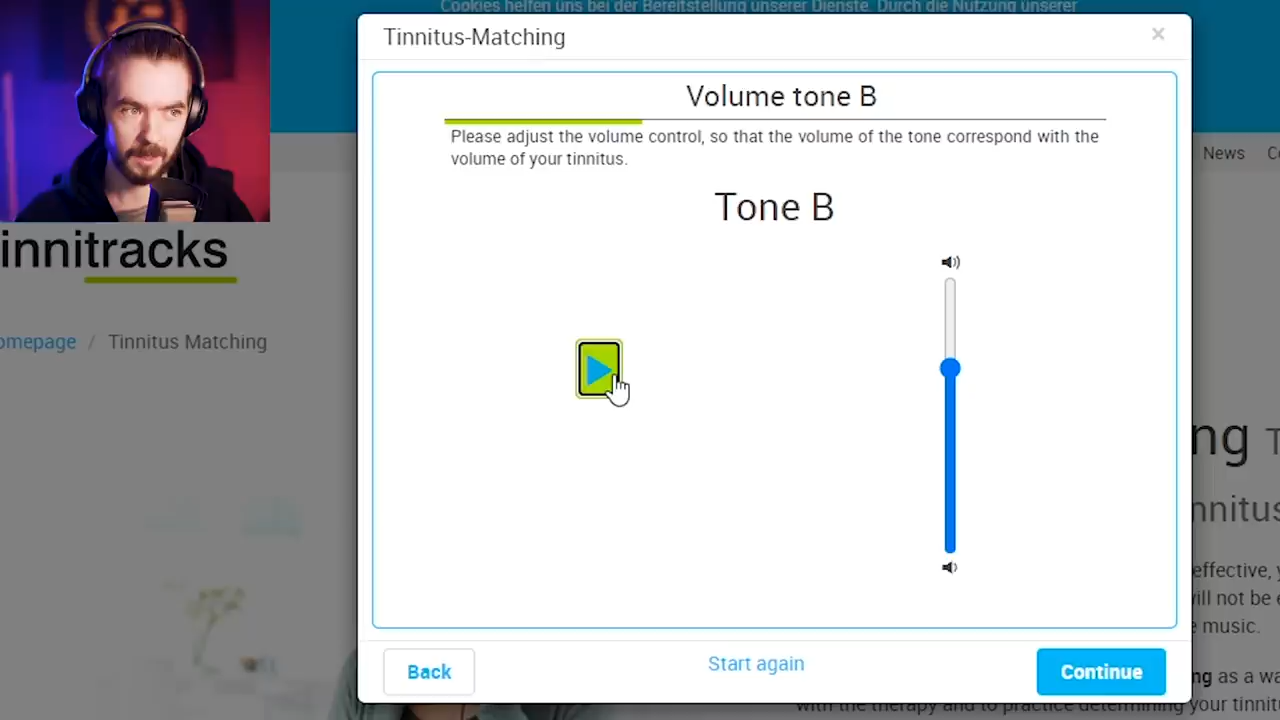 Cookies helfen uns bei der Bereitstellung unserer Dienste. Durch die Nutzung unserer
Tinnitus-Matching
×
Volume tone B
Please adjust the volume control, so that the volume of the tone correspond with the
volume of your tinnitus.
Tone B
News
innitracks
omepage / Tinnitus Matching
ng
nnitus
effective,
will not be
music.
Back
Start again
Continue
ng as a wa
with the therapy and to practice determining your tinnit